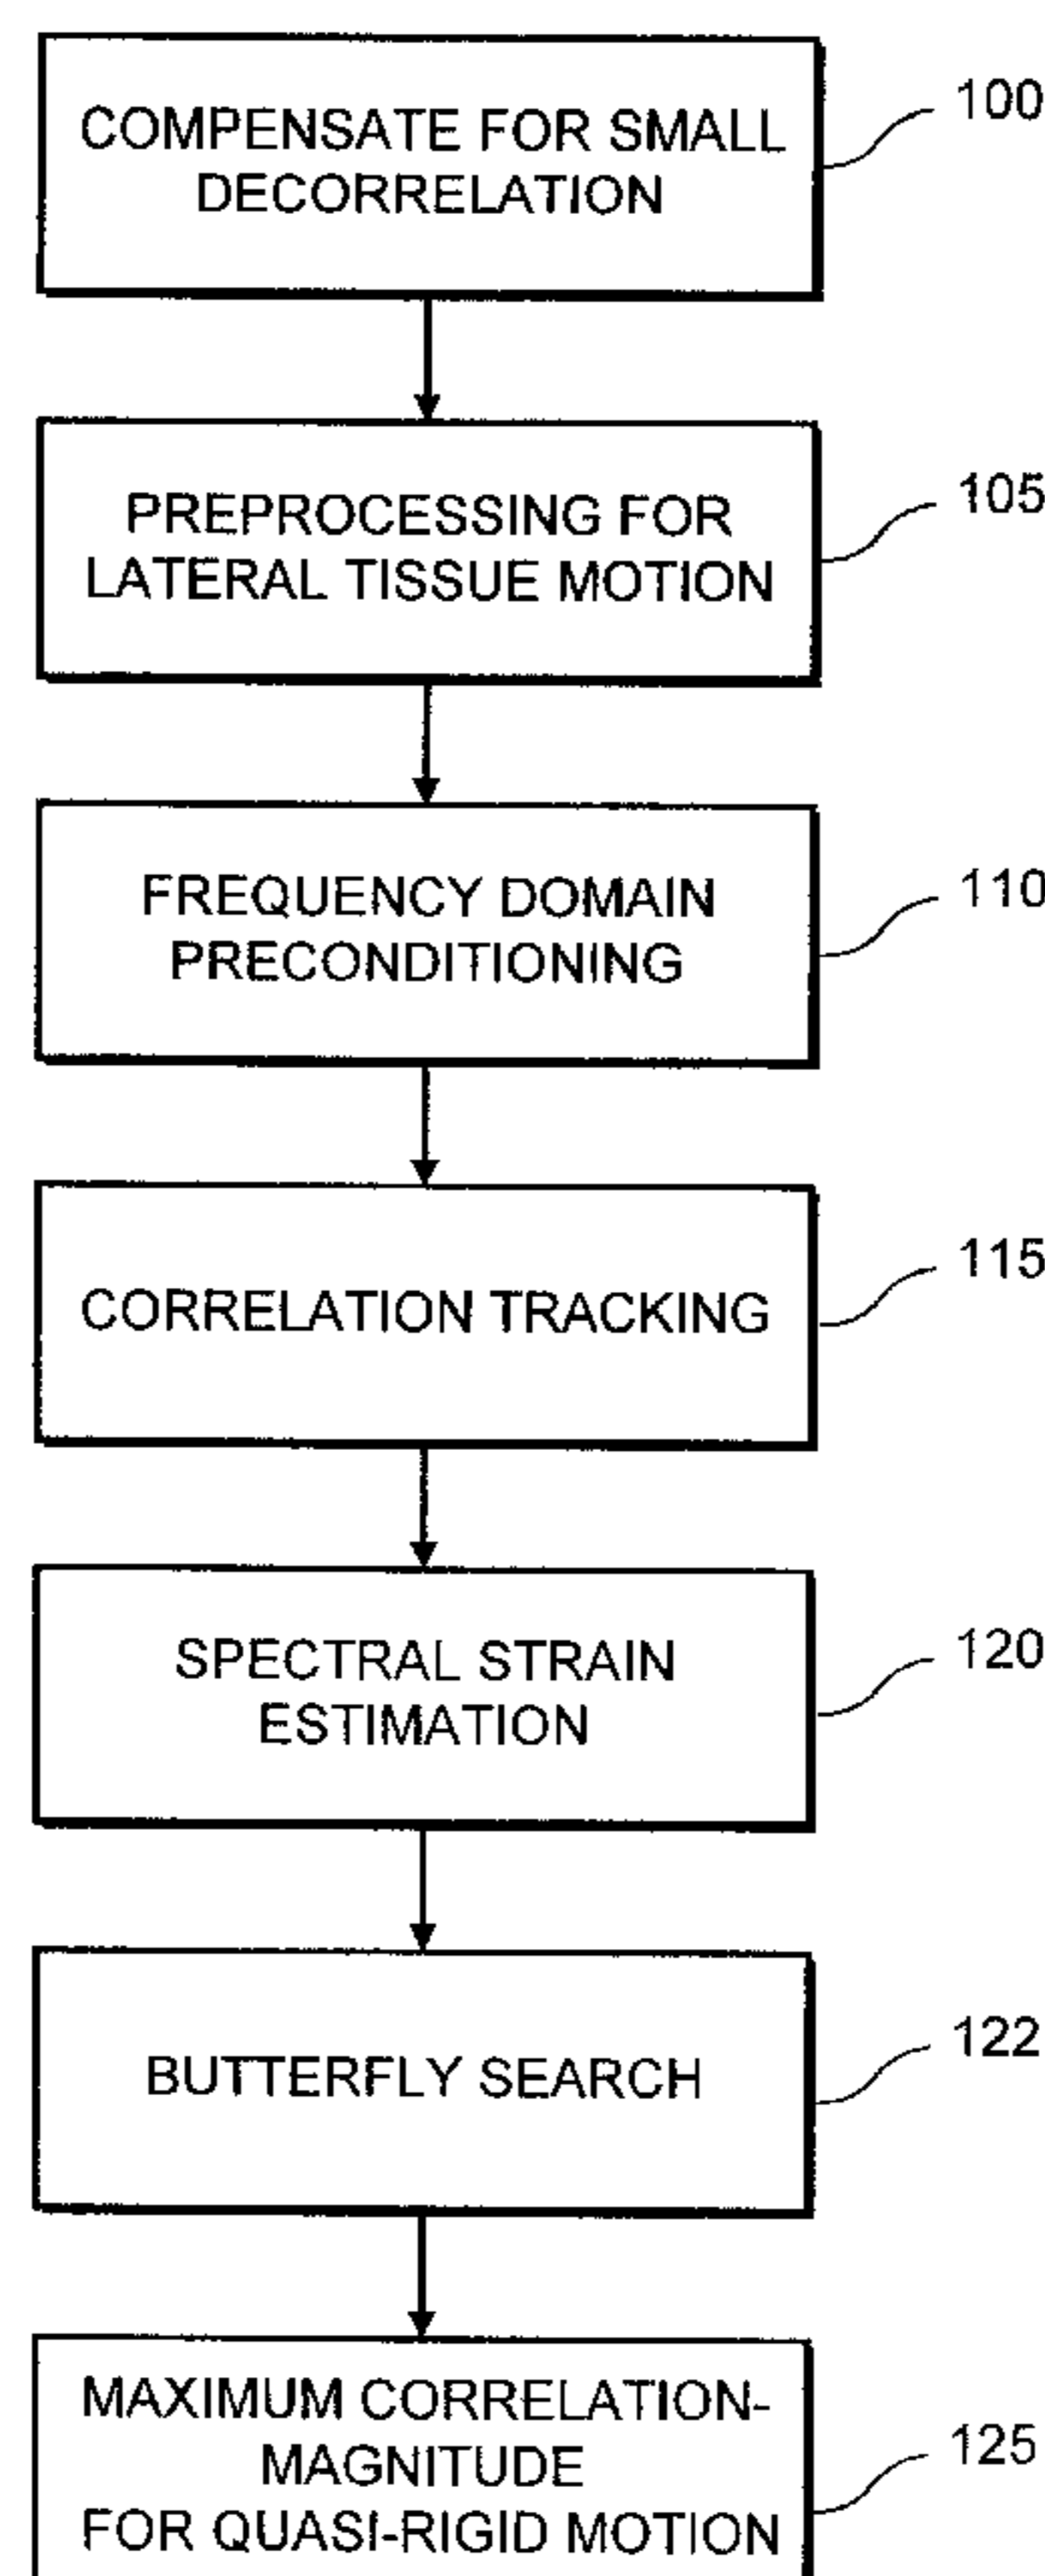 COMPENSATE FOR SMALL
DECORRELATION
100
PREPROCESSING FOR
LATERAL TISSUE MOTION
105
FREQUENCY DOMAIN
PRECONDITIONING
110
CORRELATION TRACKING
115
SPECTRAL STRAIN
ESTIMATION
120
BUTTERFLY SEARCH
122
MAXIMUM CORRELATION-
MAGNITUDE
FOR QUASI-RIGID MOTION
125